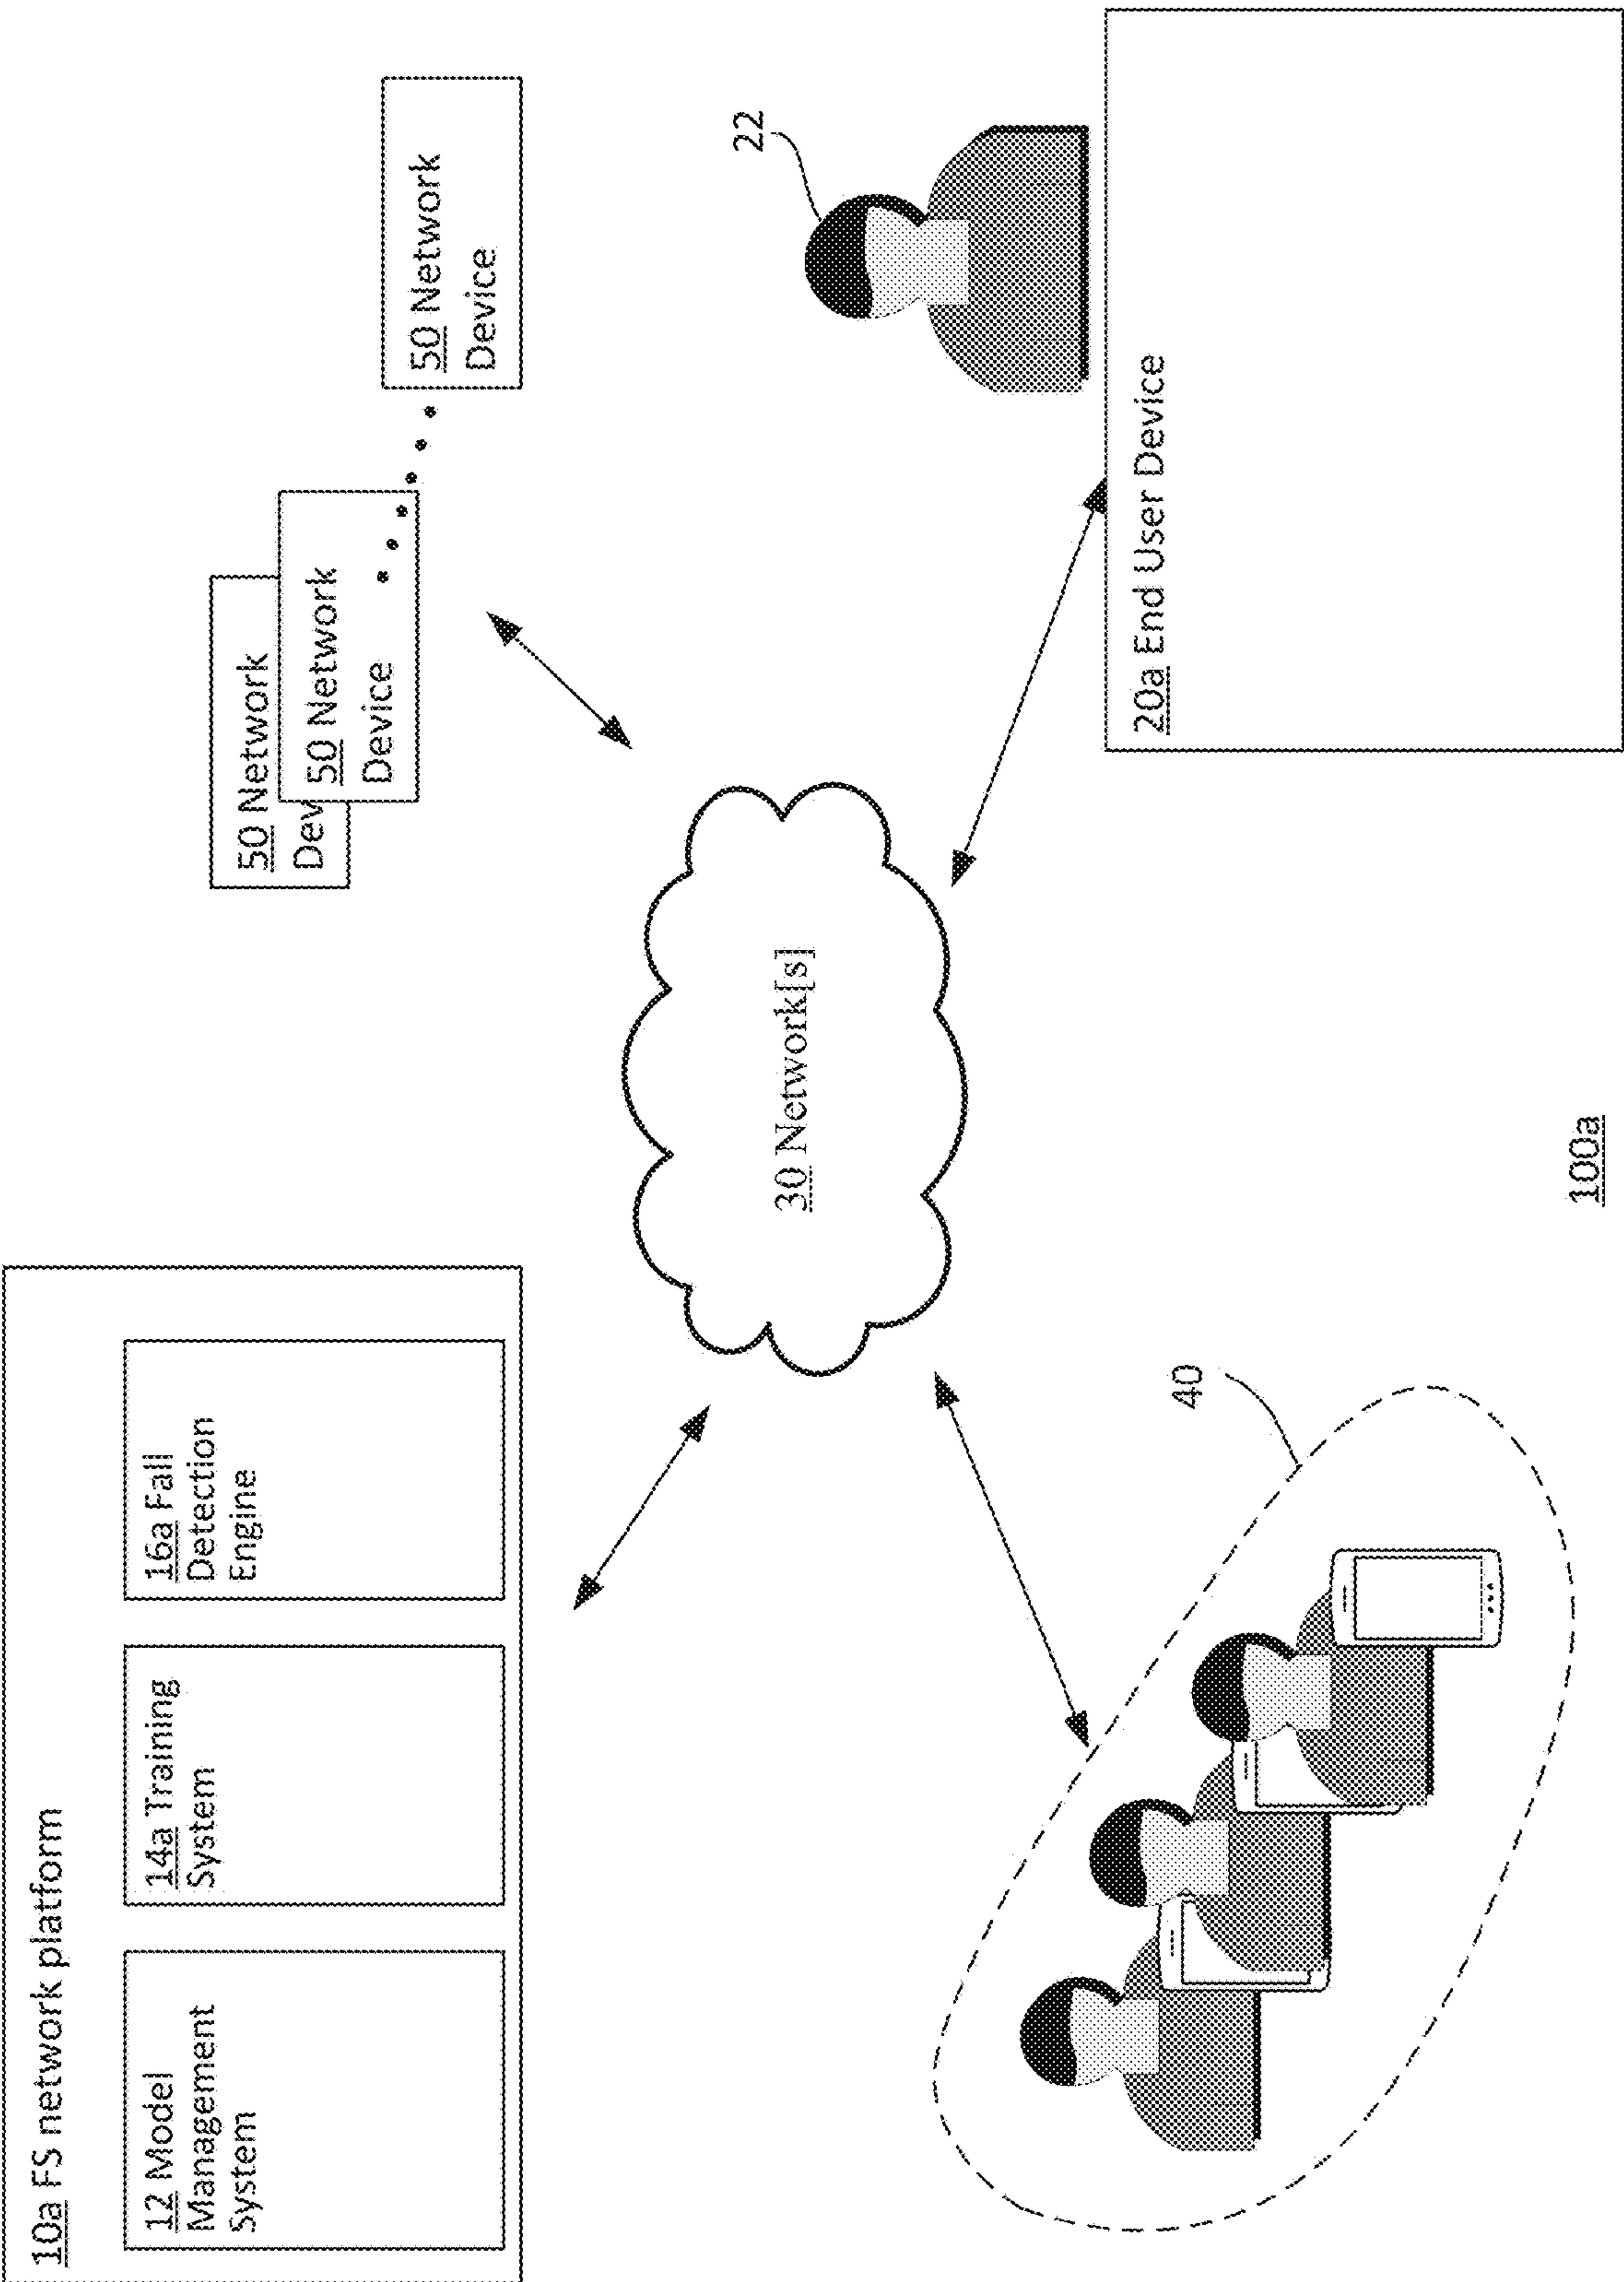 10a FS network platform
12 Model
Management
System
14a Training
System
16a Fall
Detection
Engine
50 Network
Dev
50 Network
Device
50 Network
Device
30 Network[s]
22
40
20a End User Device
100a